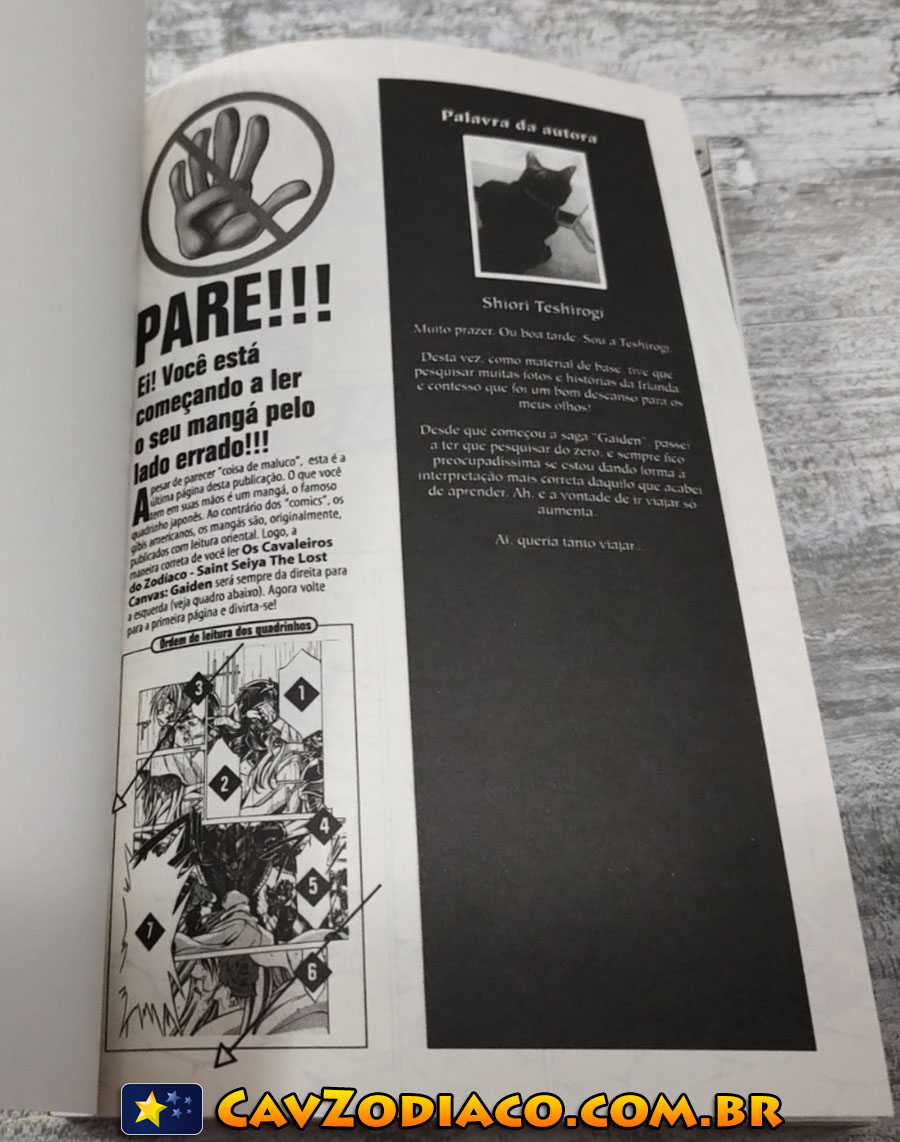 PARE!!!
Ei! Você está
começando a ler
o seu mangá pelo
lado errado!!!
Apesar de parecer "coisa de maluco", esta é a
última página desta publicação. O que você
tem em suas mãos é um mangá, o famoso
quadrinho japonês. Ao contrário dos "comics", os
gibis americanos, os mangás são, originalmente,
publicados com leitura oriental. Logo, a
maneira correta de você ler Os Cavaleiros
do Zodíaco - Saint Seiya The Lost
Canvas: Gaiden será sempre da direita para
a esquerda (veja quadro abaixo). Agora volte
para a primeira página e divirta-se!
Ordem de leitura dos quadrinhos
3
1
2
4
5
7
6
Palavra da autora
Shiori Teshirogi
Muito prazer. Ou boa tarde. Sou a Teshirogi.
Desta vez, como material de base, tive que
pesquisar muitas fotos e histórias da Irlanda
e confesso que foi um bom descanso para os
meus olhos!
Desde que começou a saga "Gaiden", passei
a ter que pesquisar do zero, e sempre fico
preocupadíssima se estou dando forma à
interpretação mais correta daquilo que acabei
de aprender. Ah, e a vontade de ir viajar só
aumenta.
Ai, queria tanto viajar...
CavZodiaco.com.br